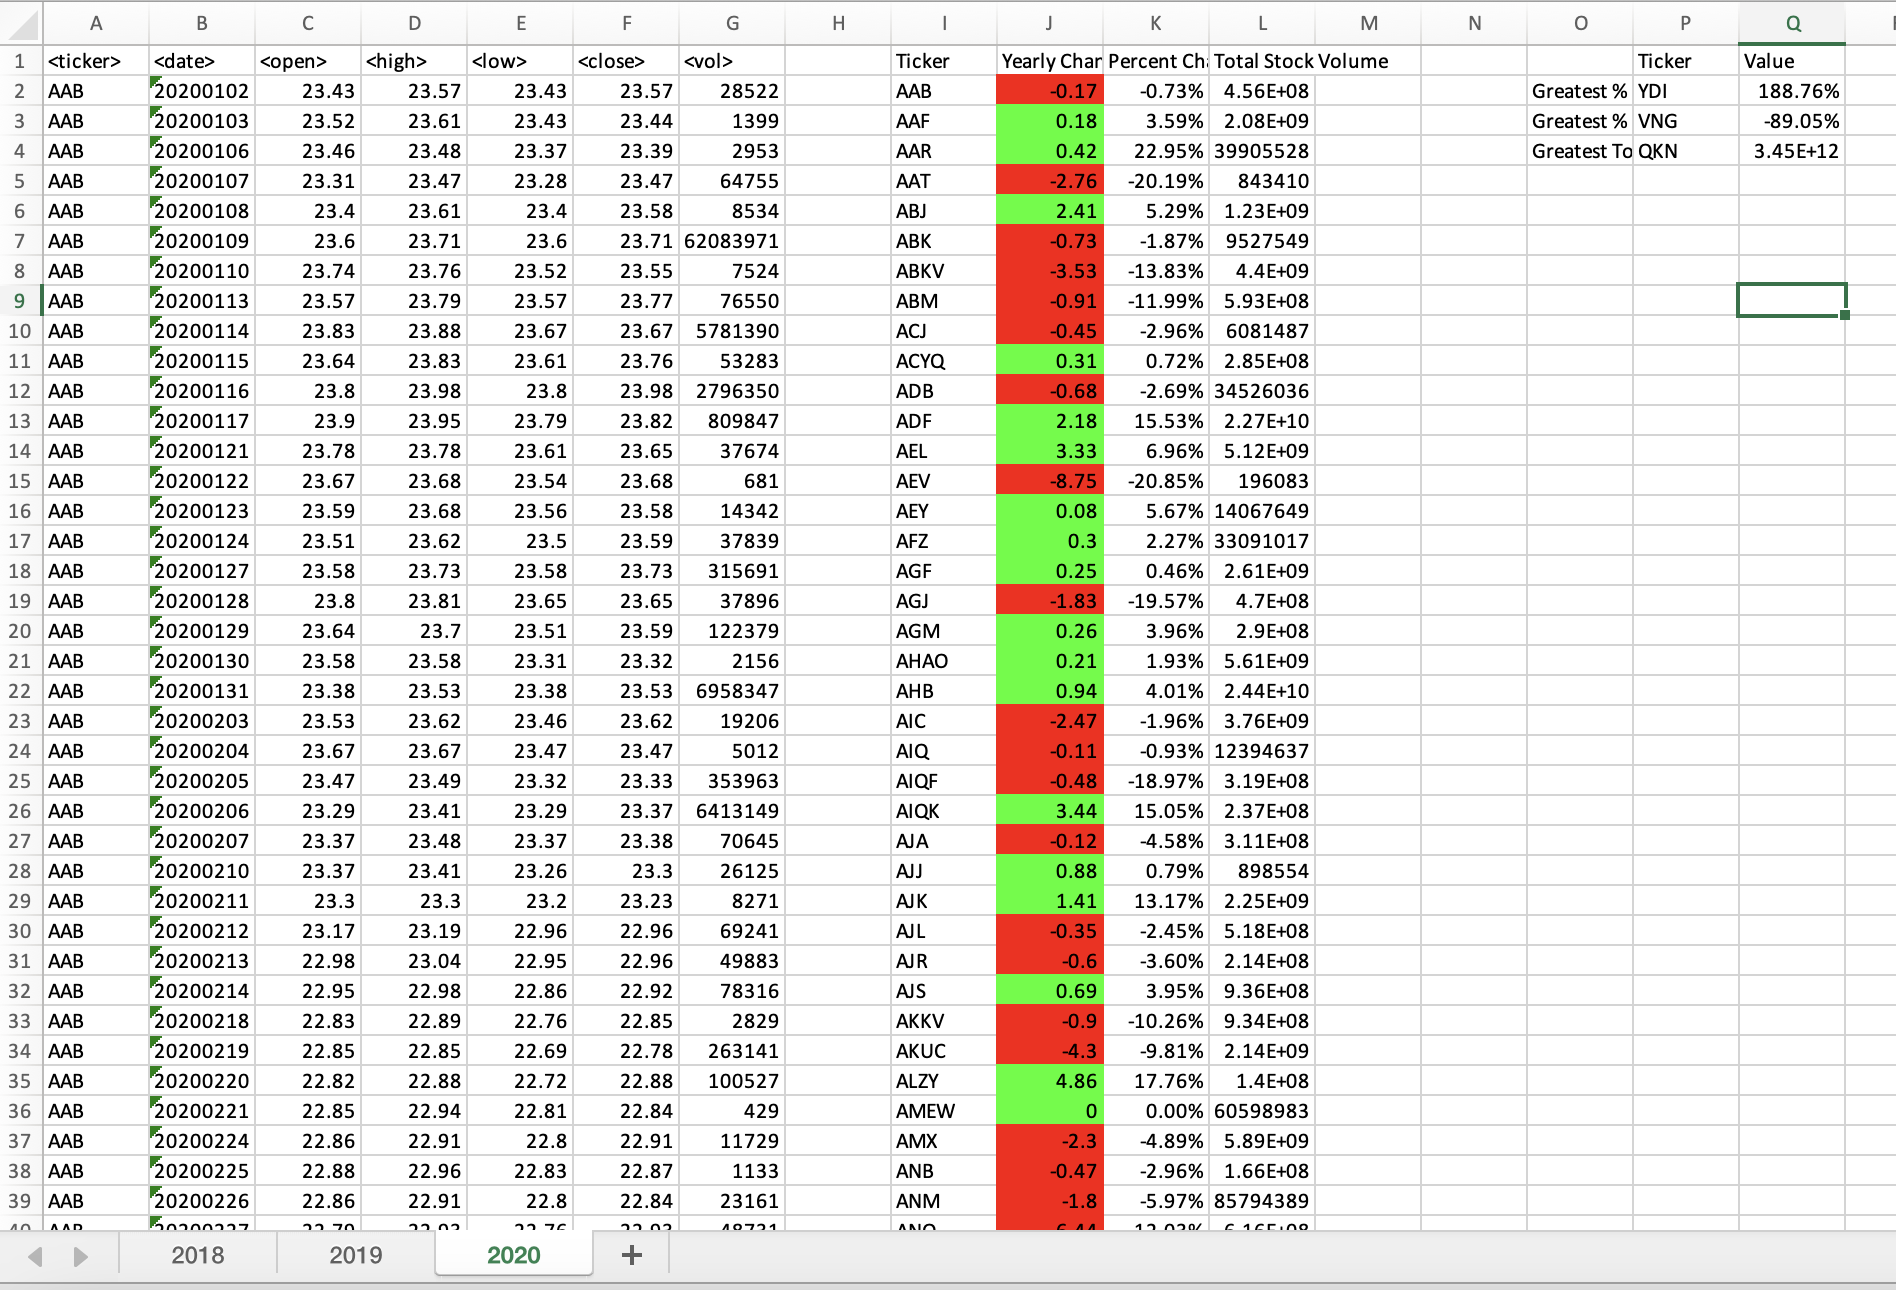 A B C D E F G H I J K L M N O P Q
1 <ticker> <date> <open> <high> <low> <close> <vol> Ticker Yearly Char Percent Ch Total Stock Volume Ticker Value
2 AAB 20200102 23.43 23.57 23.43 23.57 28522 AAB -0.17 -0.73% 4.56E+08 Greatest % YDI 188.76%
3 AAB 20200103 23.52 23.61 23.43 23.44 1399 AAF 0.18 3.59% 2.08E+09 Greatest % VNG -89.05%
4 AAB 20200106 23.46 23.48 23.37 23.39 2953 AAR 0.42 22.95% 39905528 Greatest To QKN 3.45E+12
5 AAB 20200107 23.31 23.47 23.28 23.47 64755 AAT -2.76 -20.19% 843410
6 AAB 20200108 23.4 23.61 23.4 23.58 8534 ABJ 2.41 5.29% 1.23E+09
7 AAB 20200109 23.6 23.71 23.6 23.71 62083971 ABK -0.73 -1.87% 9527549
8 AAB 20200110 23.74 23.76 23.52 23.55 7524 ABKV -3.53 -13.83% 4.4E+09
9 AAB 20200113 23.57 23.79 23.57 23.77 76550 ABM -0.91 -11.99% 5.93E+08
10 AAB 20200114 23.83 23.88 23.67 23.67 5781390 ACJ -0.45 -2.96% 6081487
11 AAB 20200115 23.64 23.83 23.61 23.76 53283 ACYQ 0.31 0.72% 2.85E+08
12 AAB 20200116 23.8 23.98 23.8 23.98 2796350 ADB -0.68 -2.69% 34526036
13 AAB 20200117 23.9 23.95 23.79 23.82 809847 ADF 2.18 15.53% 2.27E+10
14 AAB 20200121 23.78 23.78 23.61 23.65 37674 AEL 3.33 6.96% 5.12E+09
15 AAB 20200122 23.67 23.68 23.54 23.68 681 AEV -8.75 -20.85% 196083
16 AAB 20200123 23.59 23.68 23.56 23.58 14342 AEY 0.08 5.67% 14067649
17 AAB 20200124 23.51 23.62 23.5 23.59 37839 AFZ 0.3 2.27% 33091017
18 AAB 20200127 23.58 23.73 23.58 23.73 315691 AGF 0.25 0.46% 2.61E+09
19 AAB 20200128 23.8 23.81 23.65 23.65 37896 AGJ -1.83 -19.57% 4.7E+08
20 AAB 20200129 23.64 23.7 23.51 23.59 122379 AGM 0.26 3.96% 2.9E+08
21 AAB 20200130 23.58 23.58 23.31 23.32 2156 AHAO 0.21 1.93% 5.61E+09
22 AAB 20200131 23.38 23.53 23.38 23.53 6958347 AHB 0.94 4.01% 2.44E+10
23 AAB 20200203 23.53 23.62 23.46 23.62 19206 AIC -2.47 -1.96% 3.76E+09
24 AAB 20200204 23.67 23.67 23.47 23.47 5012 AIQ -0.11 -0.93% 12394637
25 AAB 20200205 23.47 23.49 23.32 23.33 353963 AIQF -0.48 -18.97% 3.19E+08
26 AAB 20200206 23.29 23.41 23.29 23.37 6413149 AIQK 3.44 15.05% 2.37E+08
27 AAB 20200207 23.37 23.48 23.37 23.38 70645 AJA -0.12 -4.58% 3.11E+08
28 AAB 20200210 23.37 23.41 23.26 23.3 26125 AJJ 0.88 0.79% 898554
29 AAB 20200211 23.3 23.3 23.2 23.23 8271 AJK 1.41 13.17% 2.25E+09
30 AAB 20200212 23.17 23.19 22.96 22.96 69241 AJL -0.35 -2.45% 5.18E+08
31 AAB 20200213 22.98 23.04 22.95 22.96 49883 AJR -0.6 -3.60% 2.14E+08
32 AAB 20200214 22.95 22.98 22.86 22.92 78316 AJS 0.69 3.95% 9.36E+08
33 AAB 20200218 22.83 22.89 22.76 22.85 2829 AKKV -0.9 -10.26% 9.34E+08
34 AAB 20200219 22.85 22.85 22.69 22.78 263141 AKUC -4.3 -9.81% 2.14E+09
35 AAB 20200220 22.82 22.88 22.72 22.88 100527 ALZY 4.86 17.76% 1.4E+08
36 AAB 20200221 22.85 22.94 22.81 22.84 429 AMEW 0 0.00% 60598983
37 AAB 20200224 22.86 22.91 22.8 22.91 11729 AMX -2.3 -4.89% 5.89E+09
38 AAB 20200225 22.88 22.96 22.83 22.87 1133 ANB -0.47 -2.96% 1.66E+08
39 AAB 20200226 22.86 22.91 22.8 22.84 23161 ANM -1.8 -5.97% 85794389
2018 2019 2020 +